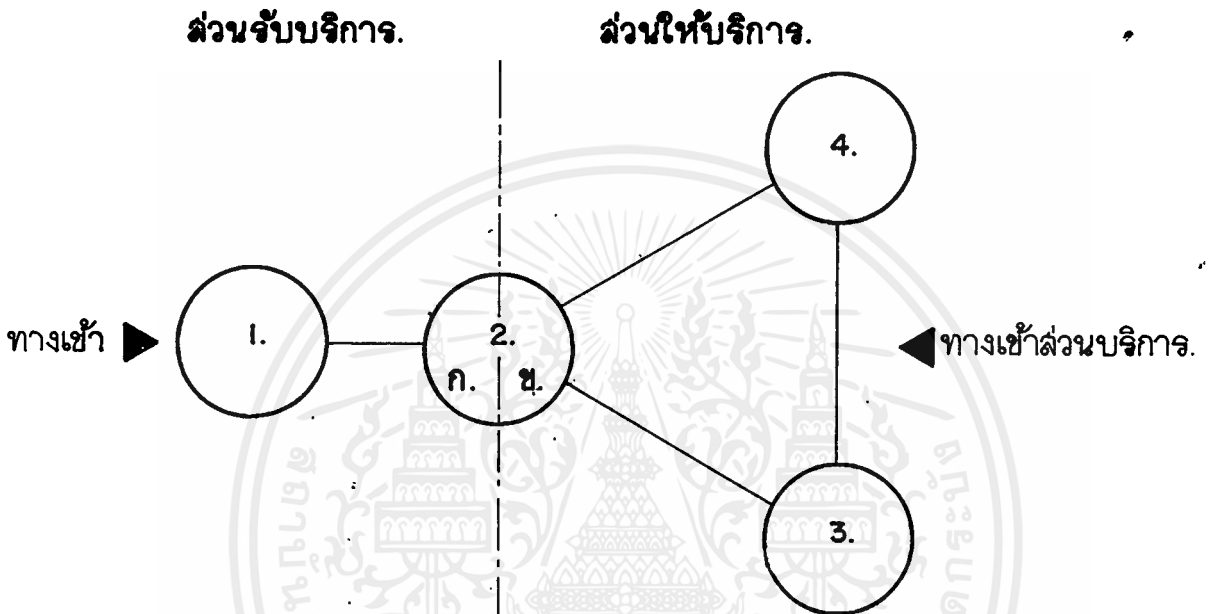 ส่วนรับบริการ. ส่วนให้บริการ.
4.
ทางเข้า 1. 2. ทางเข้าส่วนบริการ.
ก. ข.
3.